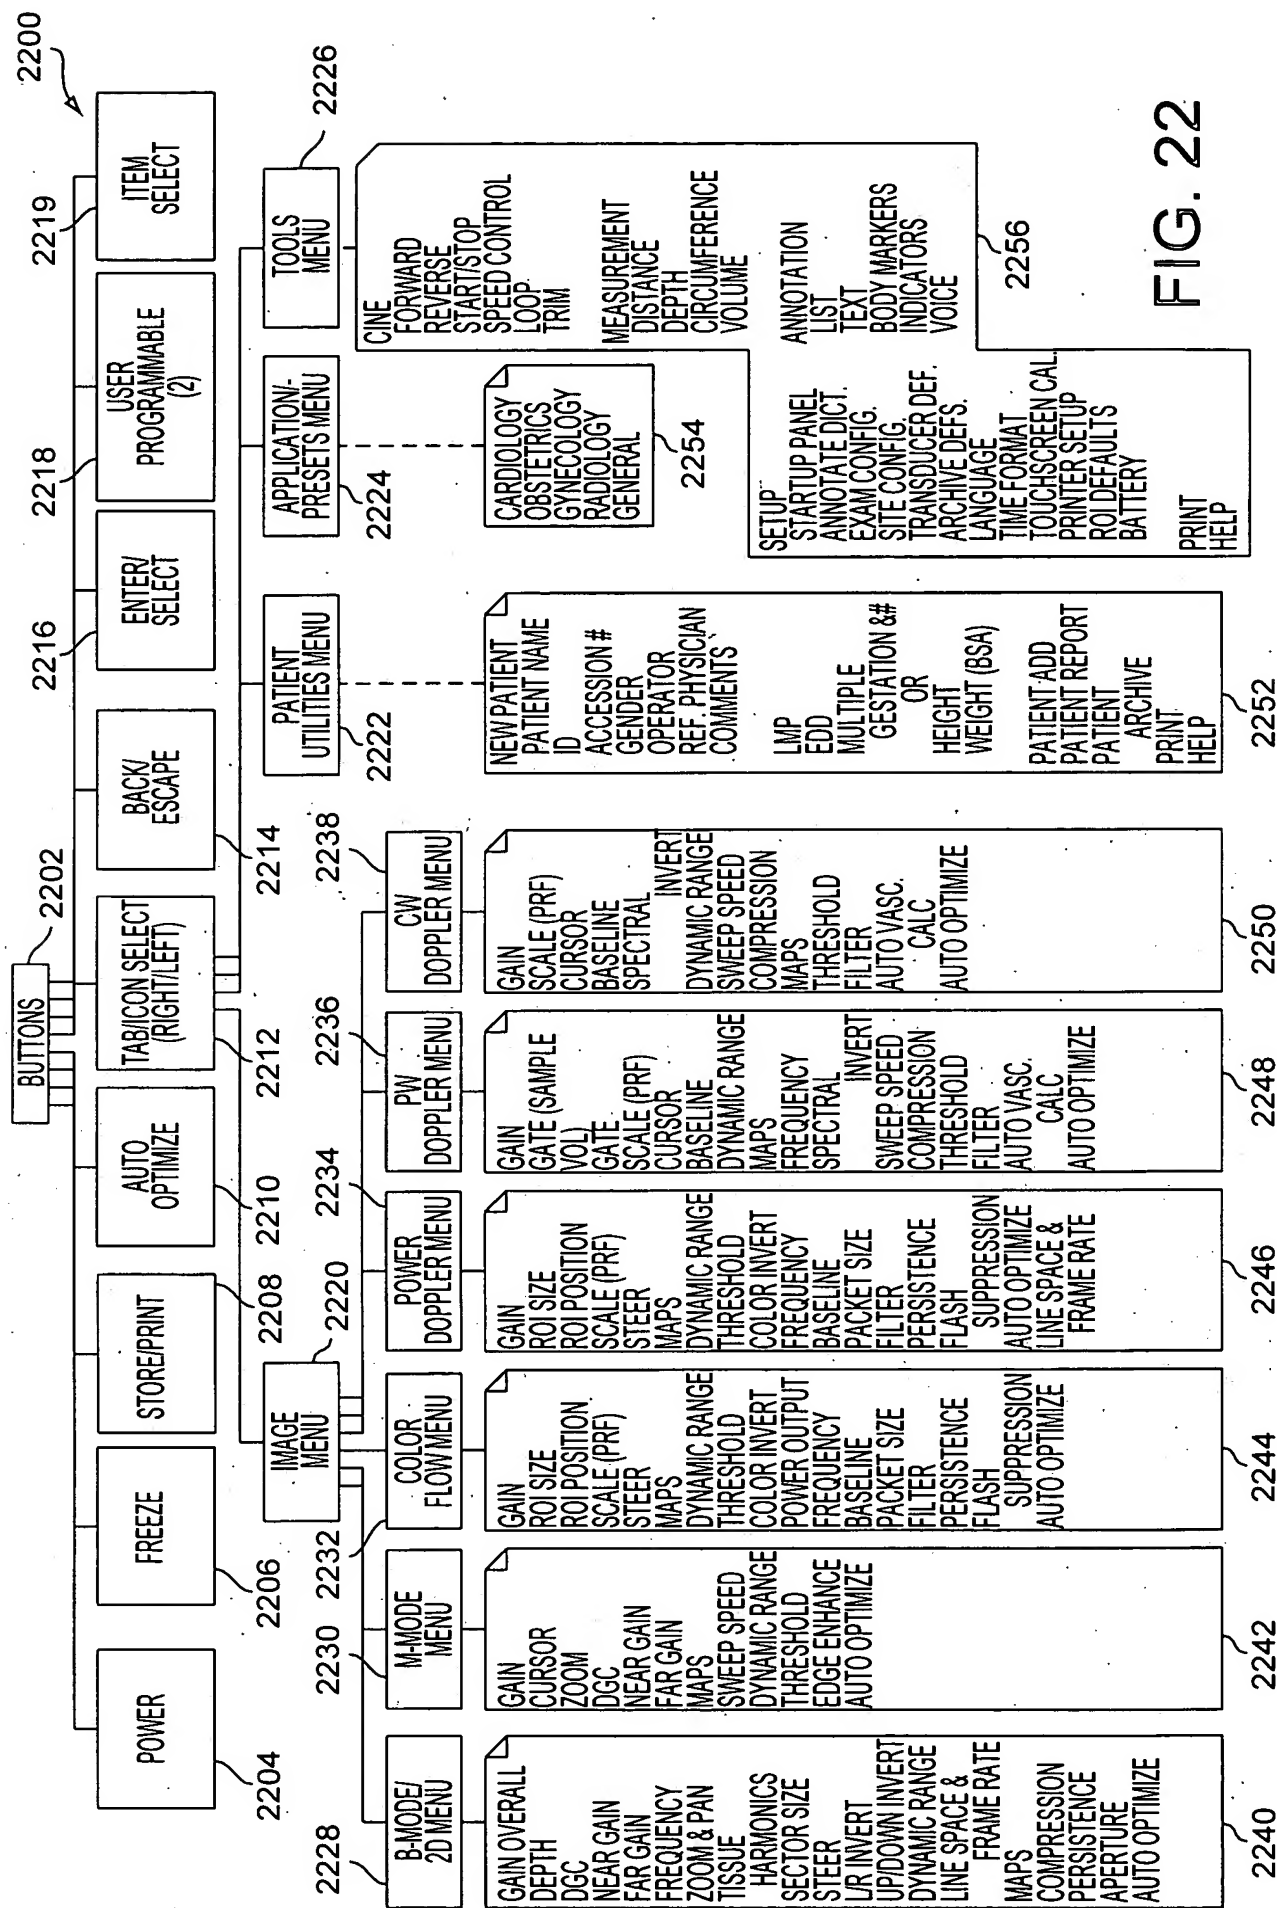 2200
BUTTONS
2202
POWER
2204
FREEZE
2206
STORE/PRINT
2208
AUTO
OPTIMIZE
2210
TAB/ICON SELECT
(RIGHT/LEFT)
2212
BACK/
ESCAPE
2214
ENTER/
SELECT
2216
USER
PROGRAMMABLE
(2)
2218
ITEM
SELECT
2219
IMAGE
MENU
2220
PATIENT
UTILITIES MENU
2222
APPLICATION/-
PRESETS MENU
2224
TOOLS
MENU
2226
B-MODE/
2D MENU
2228
M-MODE
MENU
2230
COLOR
FLOW MENU
2232
POWER
DOPPLER MENU
2234
PW
DOPPLER MENU
2236
CW
DOPPLER MENU
2238
GAIN OVERALL
DEPTH
DGC
NEAR GAIN
FAR GAIN
FREQUENCY
ZOOM & PAN
TISSUE
HARMONICS
SECTOR SIZE
STEER
L/R INVERT
UP/DOWN INVERT
DYNAMIC RANGE
LINE SPACE &
FRAME RATE
MAPS
COMPRESSION
PERSISTENCE
APERTURE
AUTO OPTIMIZE
2240
GAIN
CURSOR
ZOOM
DGC
NEAR GAIN
FAR GAIN
MAPS
SWEEP SPEED
DYNAMIC RANGE
THRESHOLD
EDGE ENHANCE
AUTO OPTIMIZE
2242
GAIN
ROI SIZE
ROI POSITION
SCALE (PRF)
STEER
MAPS
DYNAMIC RANGE
THRESHOLD
COLOR INVERT
POWER OUTPUT
FREQUENCY
BASELINE
PACKET SIZE
FILTER
PERSISTENCE
FLASH
SUPPRESSION
AUTO OPTIMIZE
2244
GAIN
ROI SIZE
ROI POSITION
SCALE (PRF)
STEER
MAPS
DYNAMIC RANGE
THRESHOLD
COLOR INVERT
FREQUENCY
BASELINE
PACKET SIZE
FILTER
PERSISTENCE
FLASH
SUPPRESSION
AUTO OPTIMIZE
LINE SPACE &
FRAME RATE
2246
GAIN
GATE (SAMPLE
VOL)
GATE
SCALE (PRF)
CURSOR
BASELINE
DYNAMIC RANGE
MAPS
FREQUENCY
SPECTRAL
INVERT
SWEEP SPEED
COMPRESSION
THRESHOLD
FILTER
AUTO VASC.
CALC
AUTO OPTIMIZE
2248
GAIN
SCALE (PRF)
CURSOR
BASELINE
SPECTRAL
INVERT
DYNAMIC RANGE
SWEEP SPEED
COMPRESSION
MAPS
THRESHOLD
FILTER
AUTO VASC.
CALC
AUTO OPTIMIZE
2250
NEW PATIENT
PATIENT NAME
ID
ACCESSION #
GENDER
OPERATOR
REF. PHYSICIAN
COMMENTS
LMP
EDD
MULTIPLE
GESTATION &#
OR
HEIGHT
WEIGHT (BSA)
PATIENT ADD
PATIENT REPORT
PATIENT
ARCHIVE
PRINT
HELP
2252
CARDIOLOGY
OBSTETRICS
GYNECOLOGY
RADIOLOGY
GENERAL
2254
CINE
FORWARD
REVERSE
START/STOP
SPEED CONTROL
LOOP
TRIM
MEASUREMENT
DISTANCE
DEPTH
CIRCUMFERENCE
VOLUME
ANNOTATION
LIST
TEXT
BODY MARKERS
INDICATORS
VOICE
SETUP
STARTUP PANEL
ANNOTATE DICT.
EXAM CONFIG.
SITE CONFIG.
TRANSDUCER DEF.
ARCHIVE DEFS.
LANGUAGE
TIME FORMAT
TOUCHSCREEN CAL.
PRINTER SETUP
ROI DEFAULTS
BATTERY
PRINT
HELP
2256
FIG. 22